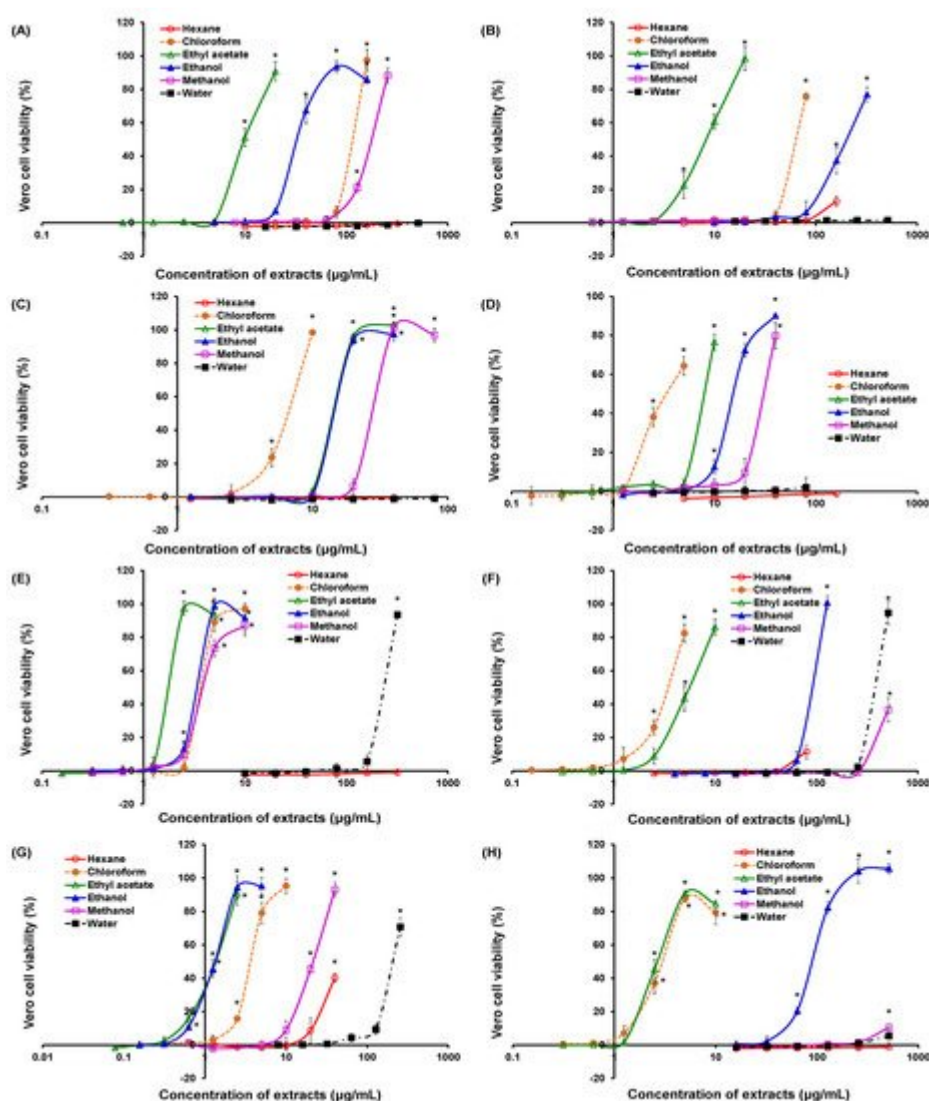 (A)
Vero cell viability (%)
120
100
80
60
40
20
0
-20
0.1
1
10
100
1000
Hexane
Chloroform
Ethyl acetate
Ethanol
Methanol
Water
Concentration of extracts (µg/mL)
(B)
Vero cell viability (%)
120
100
80
60
40
20
0
-20
0.1
1
10
100
1000
Hexane
Chloroform
Ethyl acetate
Ethanol
Methanol
Water
Concentration of extracts (µg/mL)
(C)
Vero cell viability (%)
120
100
80
60
40
20
0
-20
0.1
1
10
100
Hexane
Chloroform
Ethyl acetate
Ethanol
Methanol
Water
Concentration of extracts (µg/mL)
(D)
Vero cell viability (%)
100
80
60
40
20
0
-20
0.1
1
10
100
1000
Hexane
Chloroform
Ethyl acetate
Ethanol
Methanol
Water
Concentration of extracts (µg/mL)
(E)
Vero cell viability (%)
120
100
80
60
40
20
0
-20
0.1
1
10
100
1000
Hexane
Chloroform
Ethyl acetate
Ethanol
Methanol
Water
Concentration of extracts (µg/mL)
(F)
Vero cell viability (%)
120
100
80
60
40
20
0
-20
0.1
1
10
100
1000
Hexane
Chloroform
Ethyl acetate
Ethanol
Methanol
Water
Concentration of extracts (µg/mL)
(G)
Vero cell viability (%)
120
100
80
60
40
20
0
-20
0.01
0.1
1
10
100
1000
Hexane
Chloroform
Ethyl acetate
Ethanol
Methanol
Water
Concentration of extracts (µg/mL)
(H)
Vero cell viability (%)
120
100
80
60
40
20
0
-20
0.1
1
10
100
1000
Hexane
Chloroform
Ethyl acetate
Ethanol
Methanol
Water
Concentration of extracts (µg/mL)